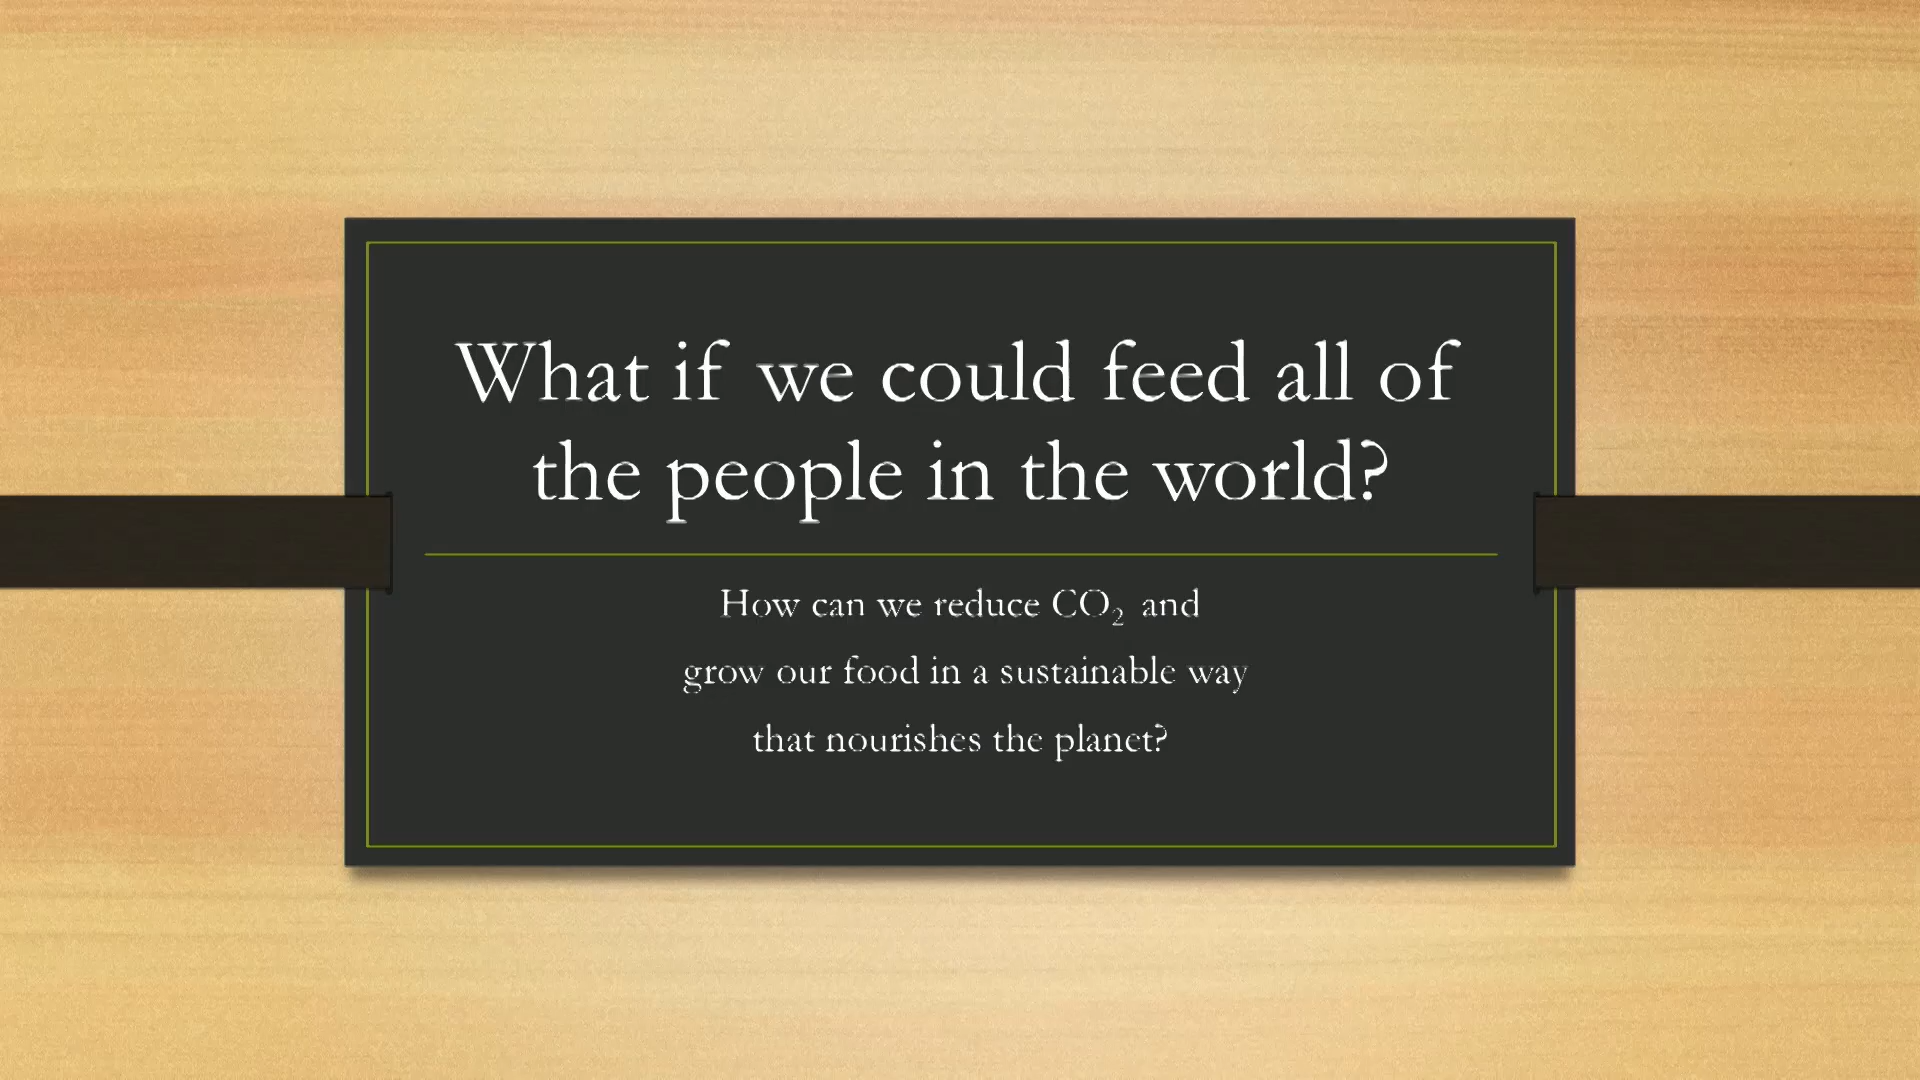 What if we could feed all of
the people in the world?
How can we reduce CO₂ and
grow our food in a sustainable way
that nourishes the planet?